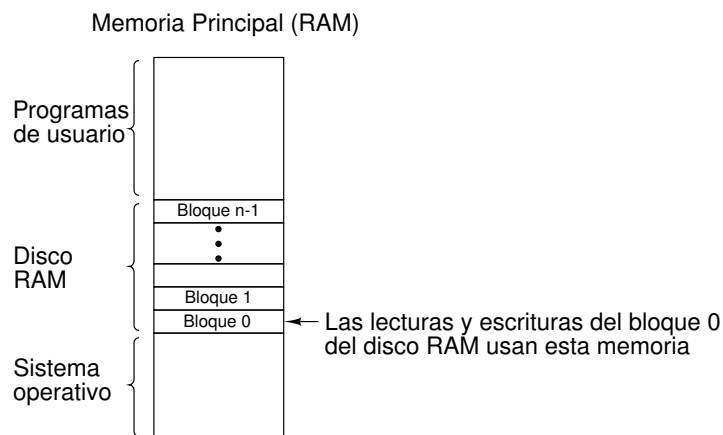 Memoria Principal (RAM)
Programas
de usuario
Bloque n-1
Disco
RAM
Bloque 1
Bloque 0
Las lecturas y escrituras del bloque 0
del disco RAM usan esta memoria
Sistema
operativo